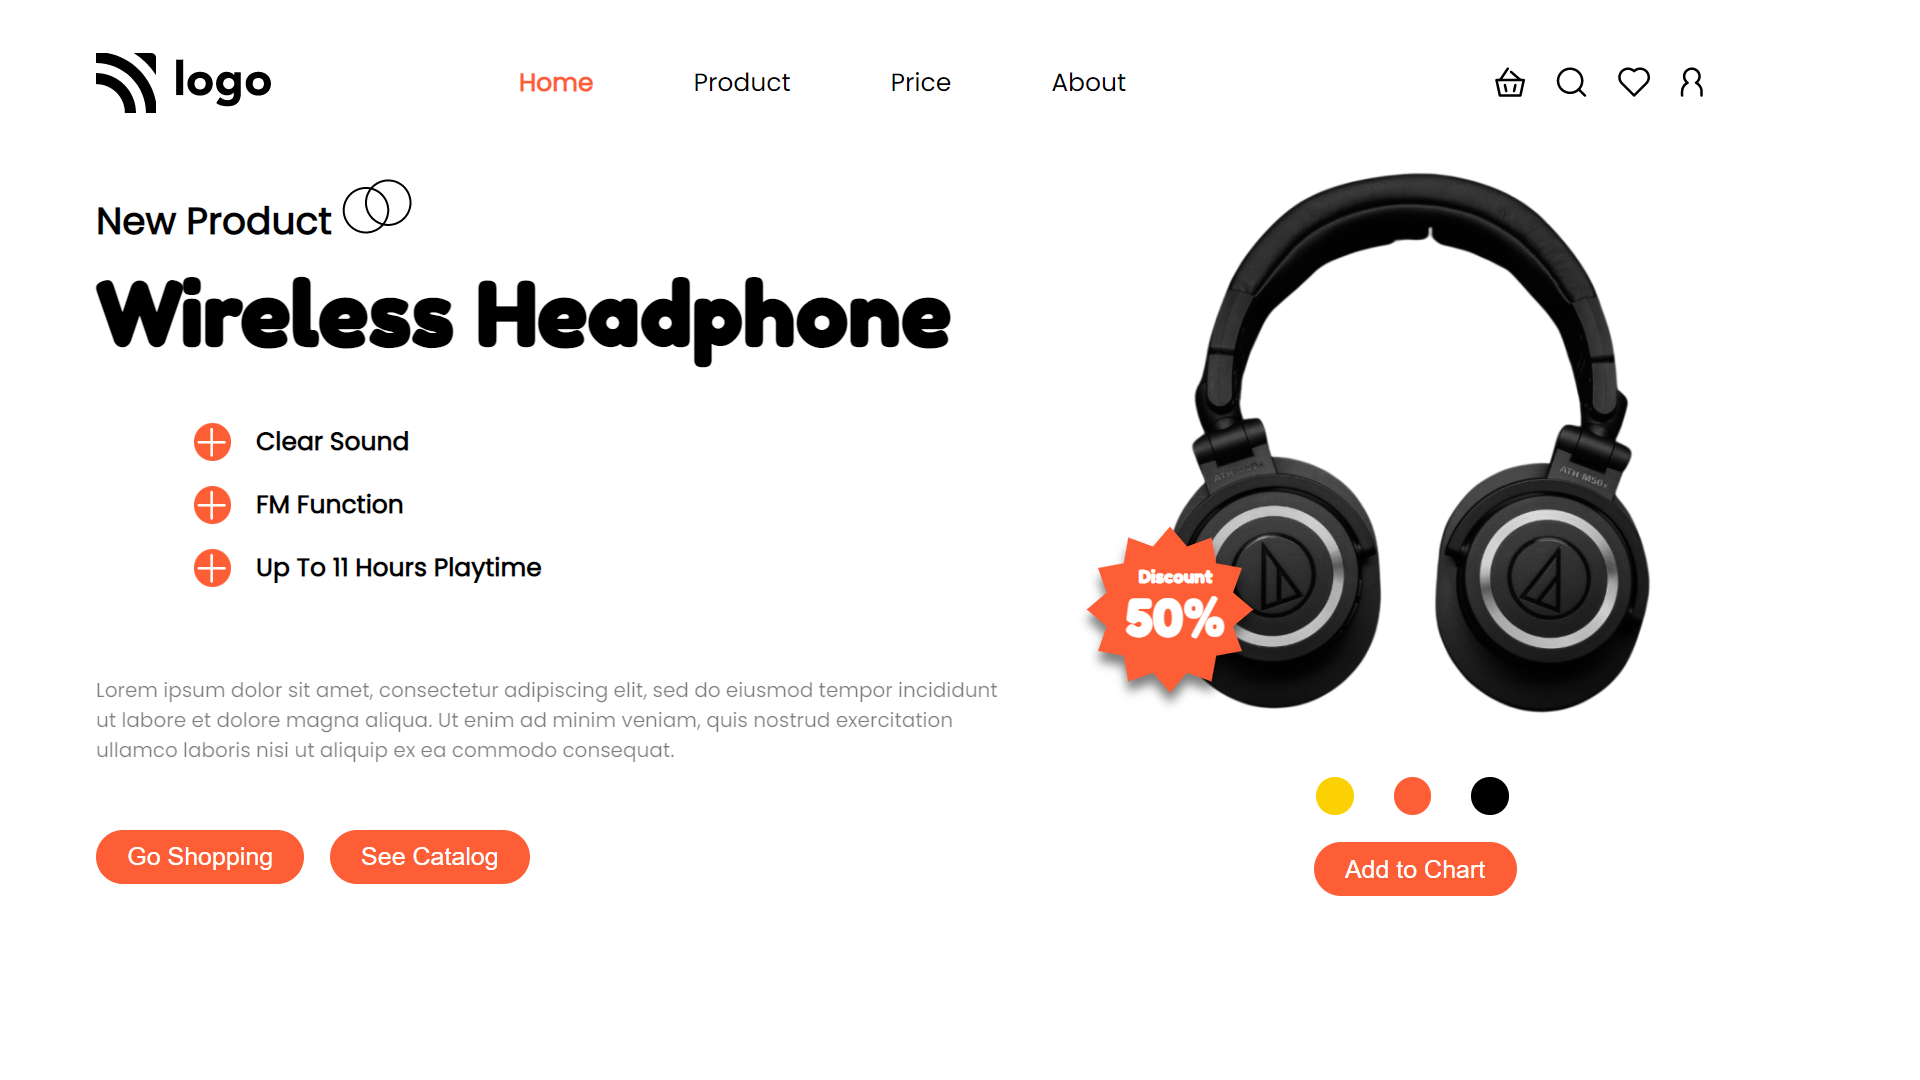 logo
Home
Product
Price
About
New Product
Wireless Headphone
Clear Sound
FM Function
Up To 11 Hours Playtime
Lorem ipsum dolor sit amet, consectetur adipiscing elit, sed do eiusmod tempor incididunt
ut labore et dolore magna aliqua. Ut enim ad minim veniam, quis nostrud exercitation
ullamco laboris nisi ut aliquip ex ea commodo consequat.
Go Shopping
See Catalog
ATH-M50x
ATH-M50x
Discount
50%
Add to Chart